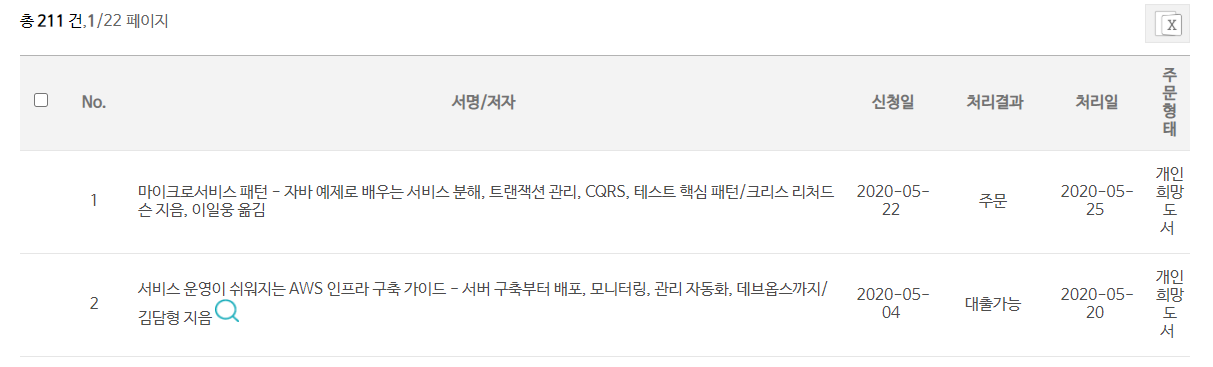 총 211 건,1/22 페이지
X
No.
서명/저자
신청일
처리결과
처리일
주
문
형
태
1
마이크로서비스 패턴 - 자바 예제로 배우는 서비스 분해, 트랜잭션 관리, CQRS, 테스트 핵심 패턴/크리스 리처드
슨 지음, 이일웅 옮김
2020-05-
22
주문
2020-05-
25
개인
희망
도
서
2
서비스 운영이 쉬워지는 AWS 인프라 구축 가이드 - 서버 구축부터 배포, 모니터링, 관리 자동화, 데브옵스까지/
김담형 지음
2020-05-
04
대출가능
2020-05-
20
개인
희망
도
서